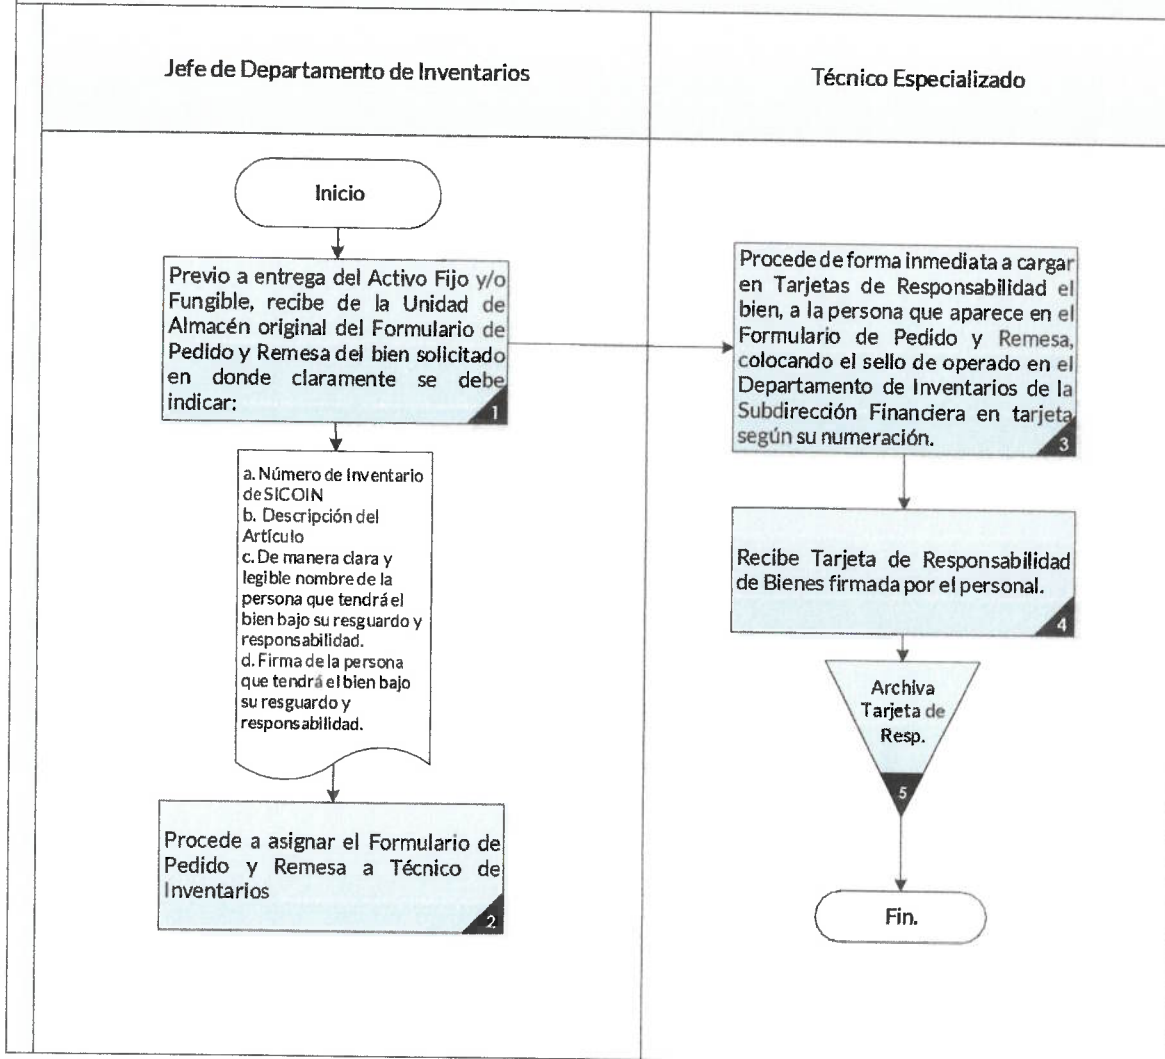 Jefe de Departamento de Inventarios
Técnico Especializado
Inicio
Previo a entrega del Activo Fijo y/o
Fungible, recibe de la Unidad de
Almacén original del Formulario de
Pedido y Remesa del bien solicitado
en donde claramente se debe
indicar:
1
a. Número de Inventario
de SICOIN
b. Descripción del
Artículo
c. De manera clara y
legible nombre de la
persona que tendrá el
bien bajo su resguardo y
responsabilidad.
d. Firma de la persona
que tendrá el bien bajo
su resguardo y
responsabilidad.
Procede a asignar el Formulario de
Pedido y Remesa a Técnico de
Inventarios
2
Procede de forma inmediata a cargar
en Tarjetas de Responsabilidad el
bien, a la persona que aparece en el
Formulario de Pedido y Remesa,
colocando el sello de operado en el
Departamento de Inventarios de la
Subdirección Financiera en tarjeta
según su numeración.
3
Recibe Tarjeta de Responsabilidad
de Bienes firmada por el personal.
4
Archiva
Tarjeta de
Resp.
5
Fin.